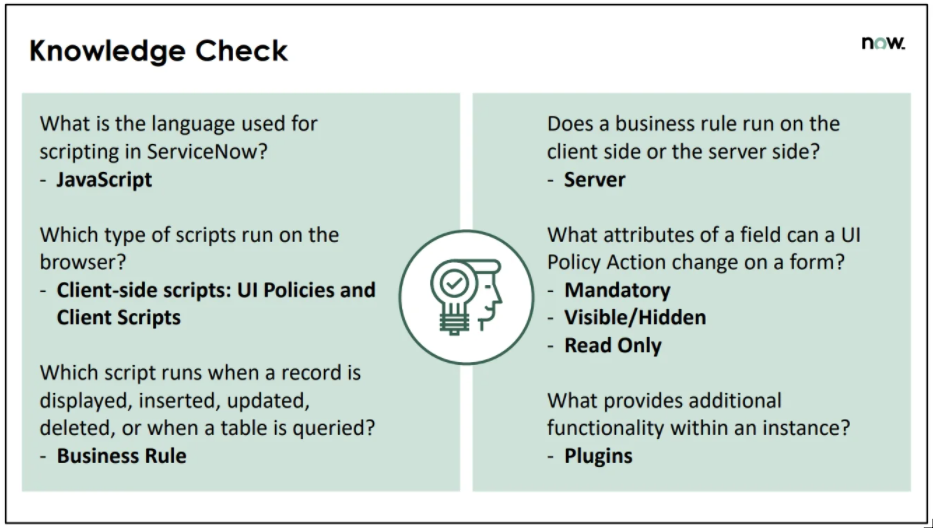 Knowledge Check
now.
What is the language used for
scripting in ServiceNow?
- JavaScript
Which type of scripts run on the
browser?
- Client-side scripts: UI Policies and
Client Scripts
Which script runs when a record is
displayed, inserted, updated,
deleted, or when a table is queried?
- Business Rule
Does a business rule run on the
client side or the server side?
- Server
What attributes of a field can a UI
Policy Action change on a form?
- Mandatory
- Visible/Hidden
- Read Only
What provides additional
functionality within an instance?
- Plugins